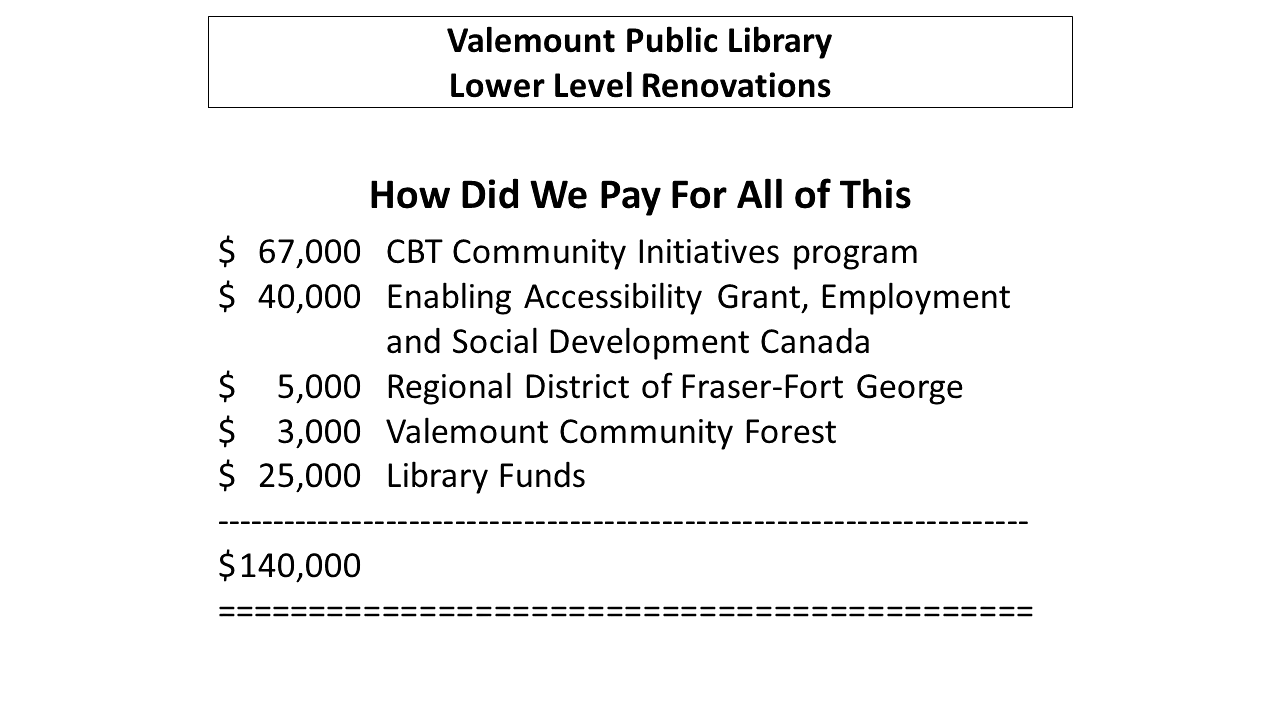 Valemount Public Library
Lower Level Renovations
How Did We Pay For All of This
$ 67,000 CBT Community Initiatives program
$ 40,000 Enabling Accessibility Grant, Employment
and Social Development Canada
$ 5,000 Regional District of Fraser-Fort George
$ 3,000 Valemount Community Forest
$ 25,000 Library Funds
------------------------------------------------------------------------
$140,000
============================================